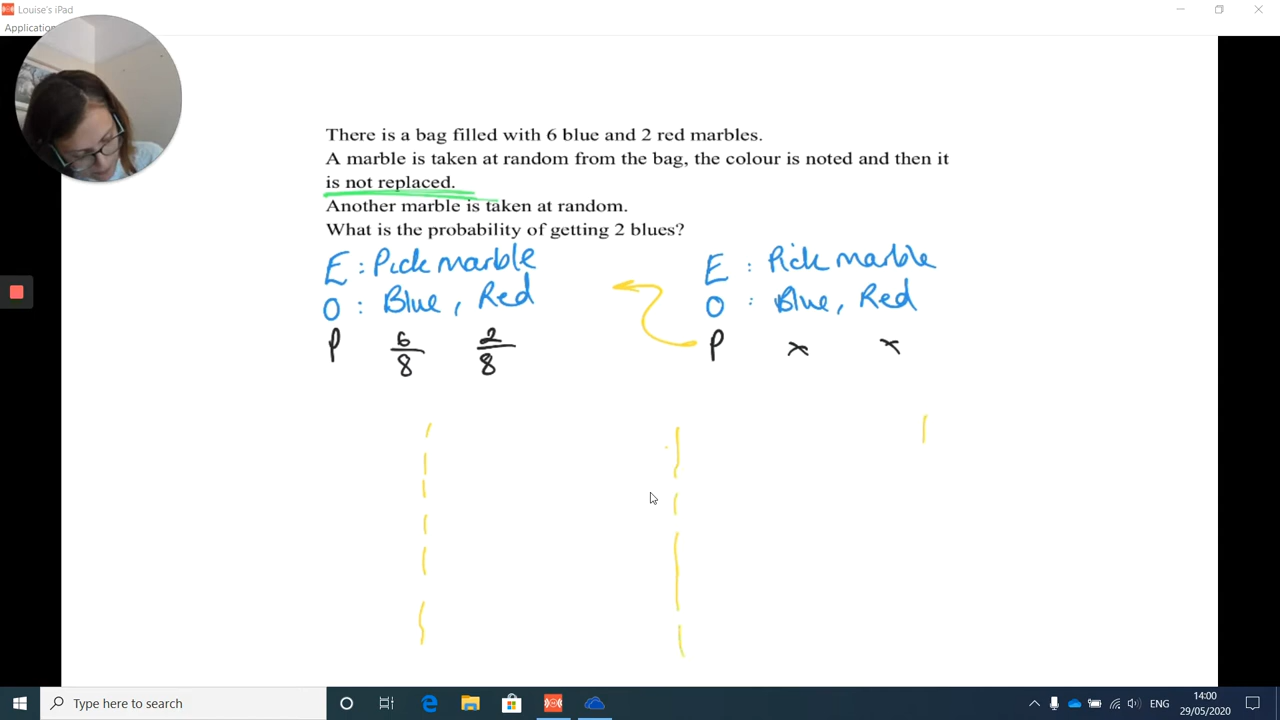 Louise's iPad
Application
There is a bag filled with 6 blue and 2 red marbles.
A marble is taken at random from the bag, the colour is noted and then it
is not replaced.
Another marble is taken at random.
What is the probability of getting 2 blues?
E : Pick marble
O : Blue, Red
P 6/8 2/8
E : Pick marble
O : Blue, Red
P x x
Type here to search
ENG
14:00
29/05/2020